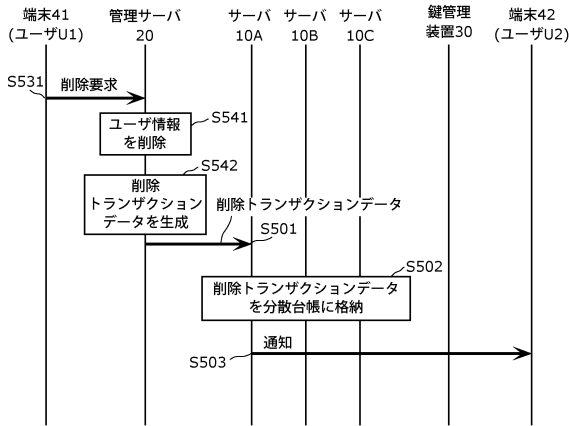 端末41
(ユーザU1)
管理サーバ
20
サーバ
10A
サーバ
10B
サーバ
10C
鍵管理
装置30
端末42
(ユーザU2)
S531
削除要求
ユーザ情報
を削除
S541
S542
削除
トランザクション
データを生成
削除トランザクションデータ
S501
S502
削除トランザクションデータ
を分散台帳に格納
通知
S503